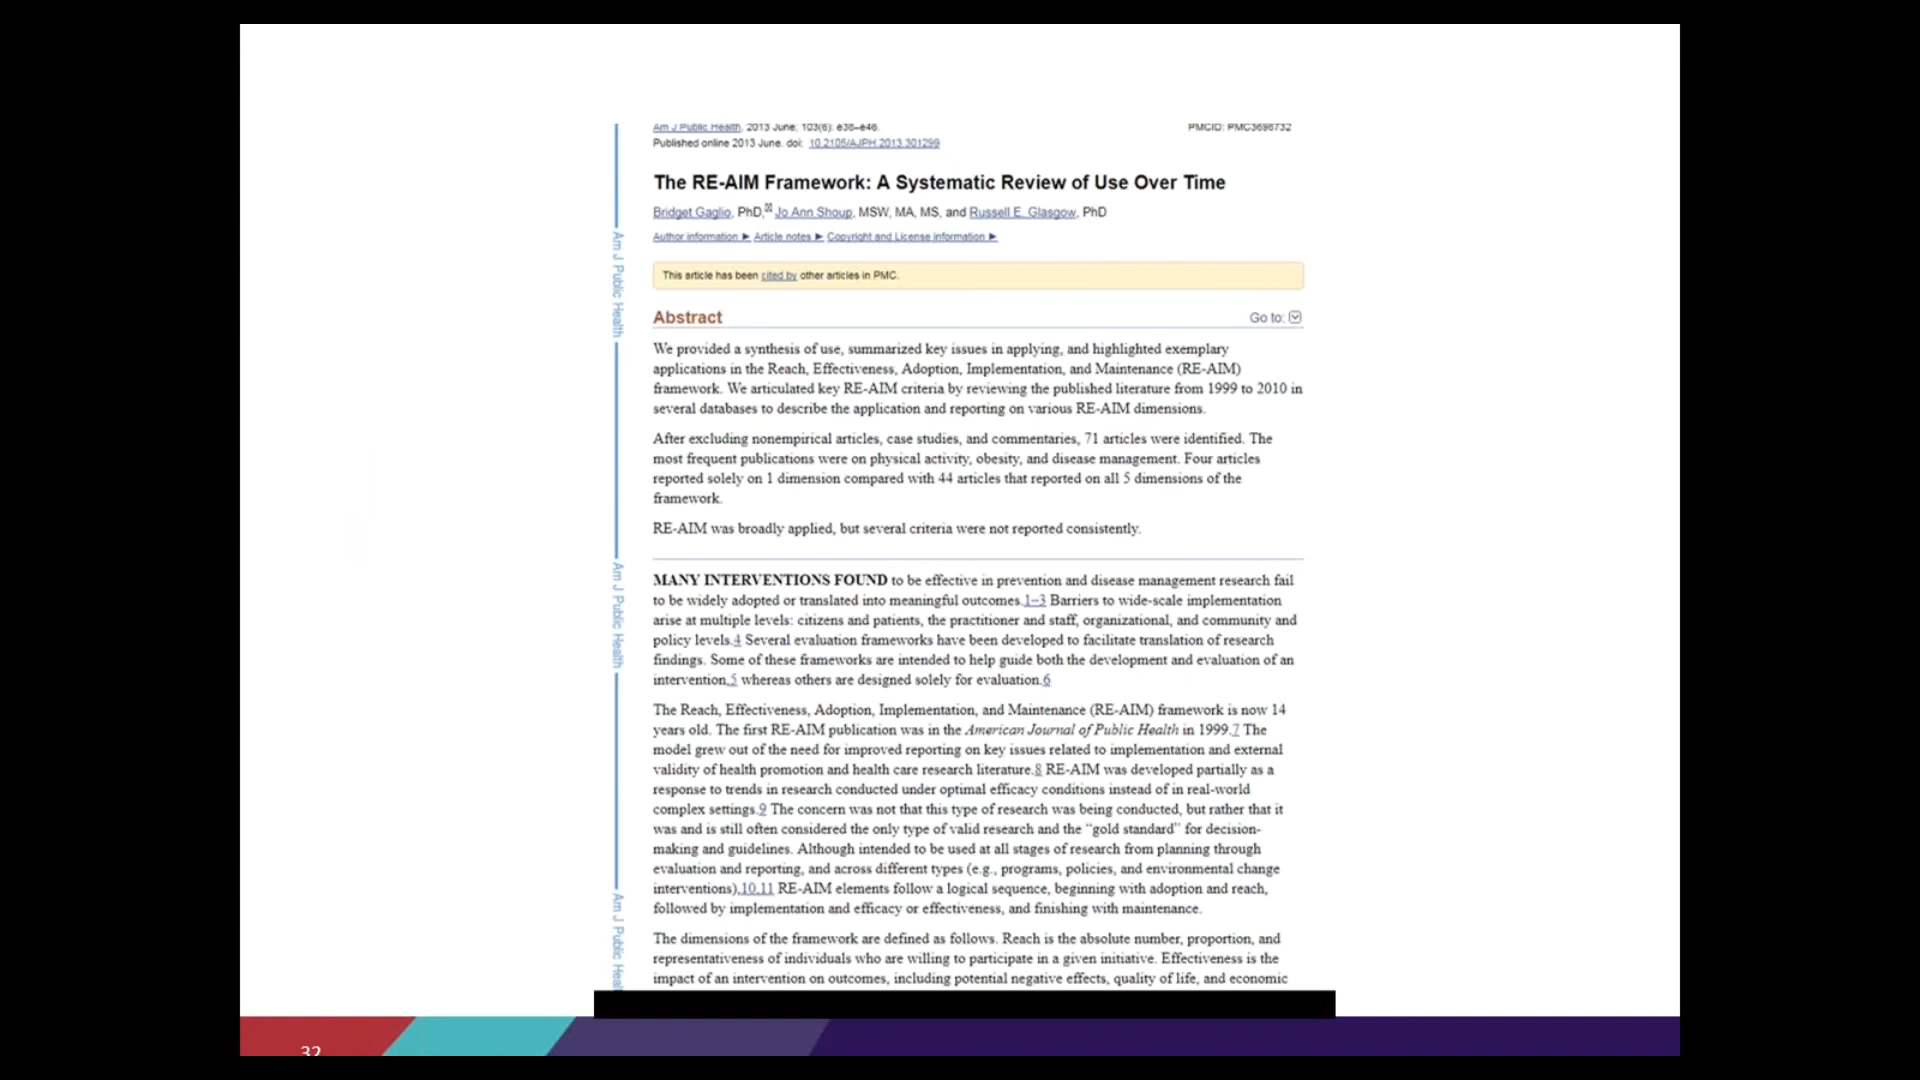 Am J Public Health, 2013 June; 103(6): e38–e46.
PMCID: PMC3698732
Published online 2013 June. doi: 10.2105/AJPH.2013.301299
The RE-AIM Framework: A Systematic Review of Use Over Time
Bridget Gaglio, PhD, Jo Ann Shoup, MSW, MA, MS, and Russell E. Glasgow, PhD
Author information ► Article notes ► Copyright and License information ►
This article has been cited by other articles in PMC.
Abstract
Go to:
We provided a synthesis of use, summarized key issues in applying, and highlighted exemplary
applications in the Reach, Effectiveness, Adoption, Implementation, and Maintenance (RE-AIM)
framework. We articulated key RE-AIM criteria by reviewing the published literature from 1999 to 2010 in
several databases to describe the application and reporting on various RE-AIM dimensions.
After excluding nonempirical articles, case studies, and commentaries, 71 articles were identified. The
most frequent publications were on physical activity, obesity, and disease management. Four articles
reported solely on 1 dimension compared with 44 articles that reported on all 5 dimensions of the
framework.
RE-AIM was broadly applied, but several criteria were not reported consistently.
MANY INTERVENTIONS FOUND to be effective in prevention and disease management research fail
to be widely adopted or translated into meaningful outcomes.1–3 Barriers to wide-scale implementation
arise at multiple levels: citizens and patients, the practitioner and staff, organizational, and community and
policy levels.4 Several evaluation frameworks have been developed to facilitate translation of research
findings. Some of these frameworks are intended to help guide both the development and evaluation of an
intervention,5 whereas others are designed solely for evaluation.6
The Reach, Effectiveness, Adoption, Implementation, and Maintenance (RE-AIM) framework is now 14
years old. The first RE-AIM publication was in the American Journal of Public Health in 1999.7 The
model grew out of the need for improved reporting on key issues related to implementation and external
validity of health promotion and health care research literature.8 RE-AIM was developed partially as a
response to trends in research conducted under optimal efficacy conditions instead of in real-world
complex settings.9 The concern was not that this type of research was being conducted, but rather that it
was and is still often considered the only type of valid research and the “gold standard” for decision-
making and guidelines. Although intended to be used at all stages of research from planning through
evaluation and reporting, and across different types (e.g., programs, policies, and environmental change
interventions),10,11 RE-AIM elements follow a logical sequence, beginning with adoption and reach,
followed by implementation and efficacy or effectiveness, and finishing with maintenance.
The dimensions of the framework are defined as follows. Reach is the absolute number, proportion, and
representativeness of individuals who are willing to participate in a given initiative. Effectiveness is the
impact of an intervention on outcomes, including potential negative effects, quality of life, and economic
Am J Public Health
Am J Public Health
Am J Public Heal
32